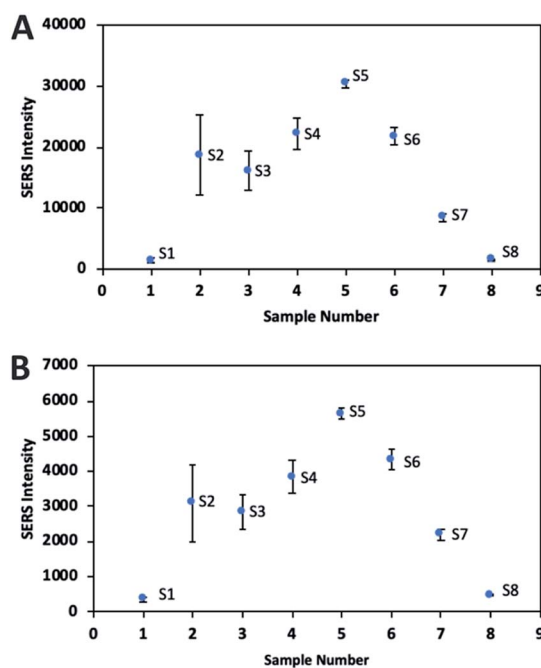 A
40000
30000
20000
10000
0
SERS Intensity
S1
S2
S3
S4
S5
S6
S7
S8
0 1 2 3 4 5 6 7 8 9
Sample Number
B
7000
6000
5000
4000
3000
2000
1000
0
SERS Intensity
S1
S2
S3
S4
S5
S6
S7
S8
0 1 2 3 4 5 6 7 8 9
Sample Number